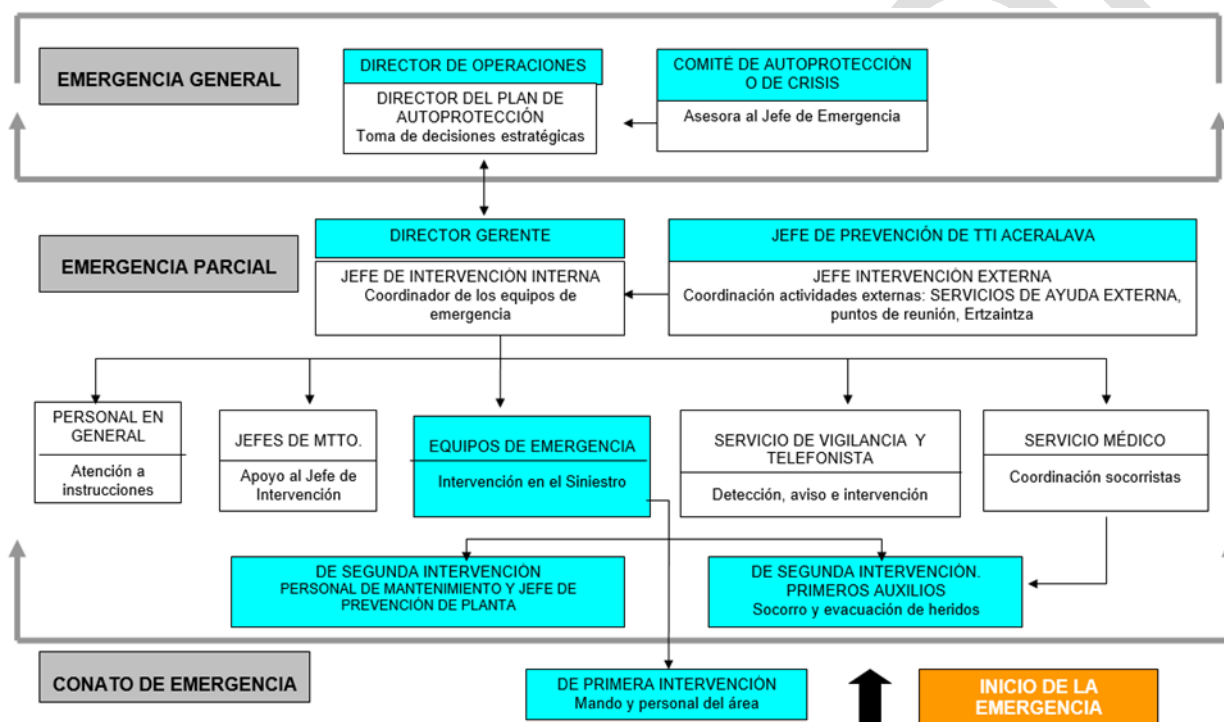 EMERGENCIA GENERAL
DIRECTOR DE OPERACIONES
DIRECTOR DEL PLAN DE
AUTOPROTECCIÓN
Toma de decisiones estratégicas
COMITÉ DE AUTOPROTECCIÓN
O DE CRISIS
Asesora al Jefe de Emergencia
EMERGENCIA PARCIAL
DIRECTOR GERENTE
JEFE DE INTERVENCIÓN INTERNA
Coordinador de los equipos de
emergencia
JEFE DE PREVENCIÓN DE TTI ACERALAVA
JEFE INTERVENCIÓN EXTERNA
Coordinación actividades externas: SERVICIOS DE AYUDA EXTERNA,
puntos de reunión, Ertzaintza
PERSONAL EN
GENERAL
Atención a
instrucciones
JEFES DE MTTO.
Apoyo al Jefe de
Intervención
EQUIPOS DE EMERGENCIA
Intervención en el Siniestro
SERVICIO DE VIGILANCIA Y
TELEFONISTA
Detección, aviso e intervención
SERVICIO MÉDICO
Coordinación socorristas
DE SEGUNDA INTERVENCIÓN
PERSONAL DE MANTENIMIENTO Y JEFE DE
PREVENCIÓN DE PLANTA
DE SEGUNDA INTERVENCIÓN.
PRIMEROS AUXILIOS
Socorro y evacuación de heridos
CONATO DE EMERGENCIA
DE PRIMERA INTERVENCIÓN
Mando y personal del área
INICIO DE LA
EMERGENCIA